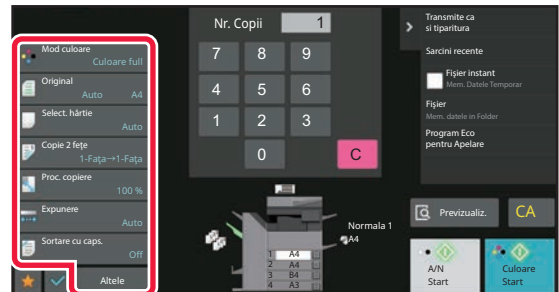 Mod culoare
Culoare full
Original
Auto A4
Select. hârtie
Auto
Copie 2 fețe
1-Fața→1-Fața
Proc. copiere
100 %
Expunere
Auto
Sortare cu caps.
Off
Altele
Nr. Copii 1
7 8 9
4 5 6
1 2 3
0 C
Normala 1
A4
1 A4
2 A4
3 B4
4 A3
Transmite ca
si tiparitura
Sarcini recente
Fișier instant
Mem. Datele Temporar
Fișier
Mem. datele in Folder
Program Eco
pentru Apelare
Previzualiz.
CA
A/N
Start
Culoare
Start